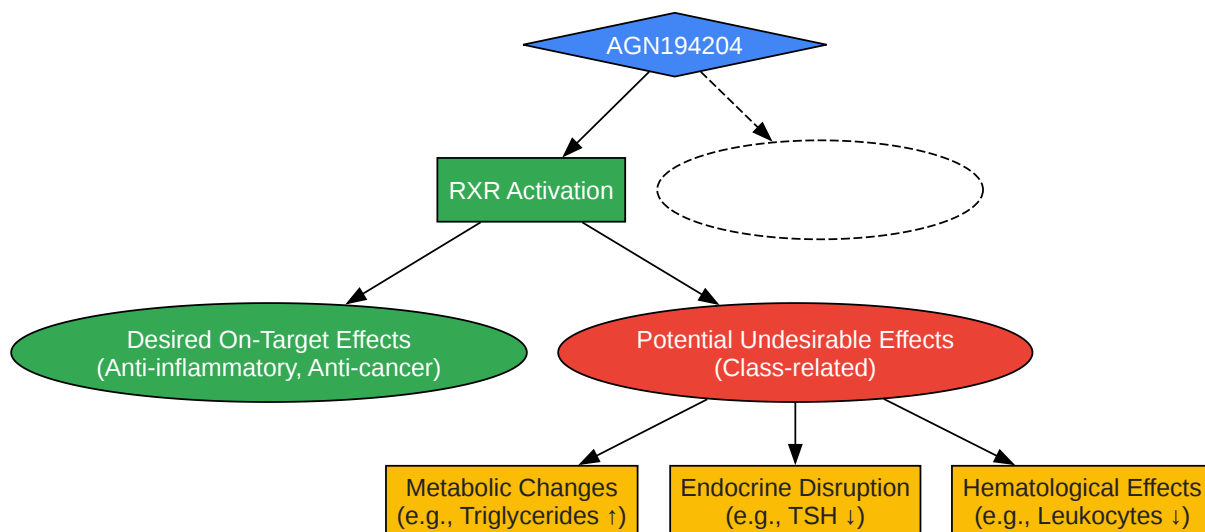 AGN194204
RXR Activation
Desired On-Target Effects
(Anti-inflammatory, Anti-cancer)
Potential Undesirable Effects
(Class-related)
Metabolic Changes
(e.g., Triglycerides ↑)
Endocrine Disruption
(e.g., TSH ↓)
Hematological Effects
(e.g., Leukocytes ↓)